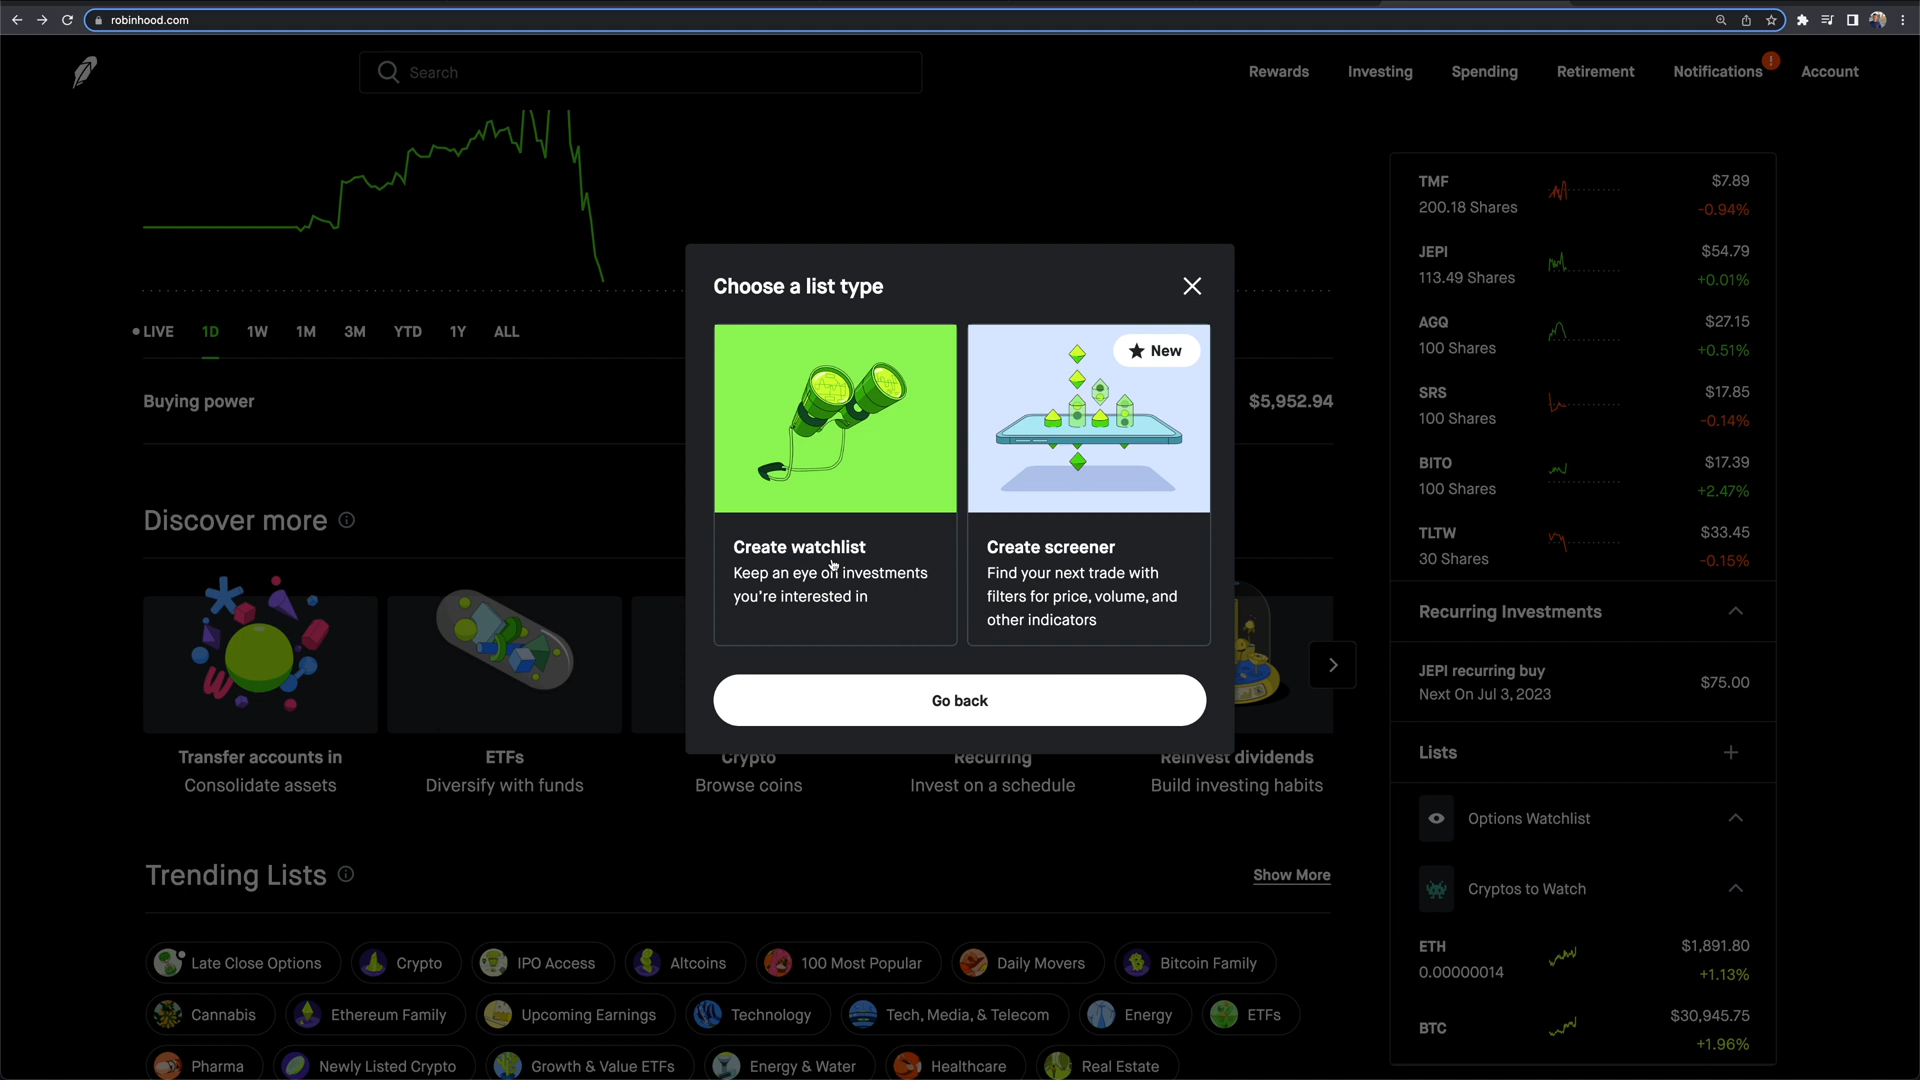 robinhood.com
Search
Rewards
Investing
Spending
Retirement
Notifications
!
Account
LIVE
1D
1W
1M
3M
YTD
1Y
ALL
Buying power
$5,952.94
Discover more
Transfer accounts in
Consolidate assets
ETFs
Diversify with funds
Crypto
Browse coins
Recurring
Invest on a schedule
Reinvest dividends
Build investing habits
Trending Lists
Show More
Late Close Options
Crypto
IPO Access
Altcoins
100 Most Popular
Daily Movers
Bitcoin Family
Cannabis
Ethereum Family
Upcoming Earnings
Technology
Tech, Media, & Telecom
Energy
ETFs
Pharma
Newly Listed Crypto
Growth & Value ETFs
Energy & Water
Healthcare
Real Estate
Choose a list type
New
Create watchlist
Keep an eye on investments
you're interested in
Create screener
Find your next trade with
filters for price, volume, and
other indicators
Go back
TMF
200.18 Shares
$7.89
-0.94%
JEPI
113.49 Shares
$54.79
+0.01%
AGQ
100 Shares
$27.15
+0.51%
SRS
100 Shares
$17.85
-0.14%
BITO
100 Shares
$17.39
+2.47%
TLTW
30 Shares
$33.45
-0.15%
Recurring Investments
JEPI recurring buy
Next On Jul 3, 2023
$75.00
Lists
Options Watchlist
Cryptos to Watch
ETH
0.00000014
$1,891.80
+1.13%
BTC
$30,945.75
+1.96%